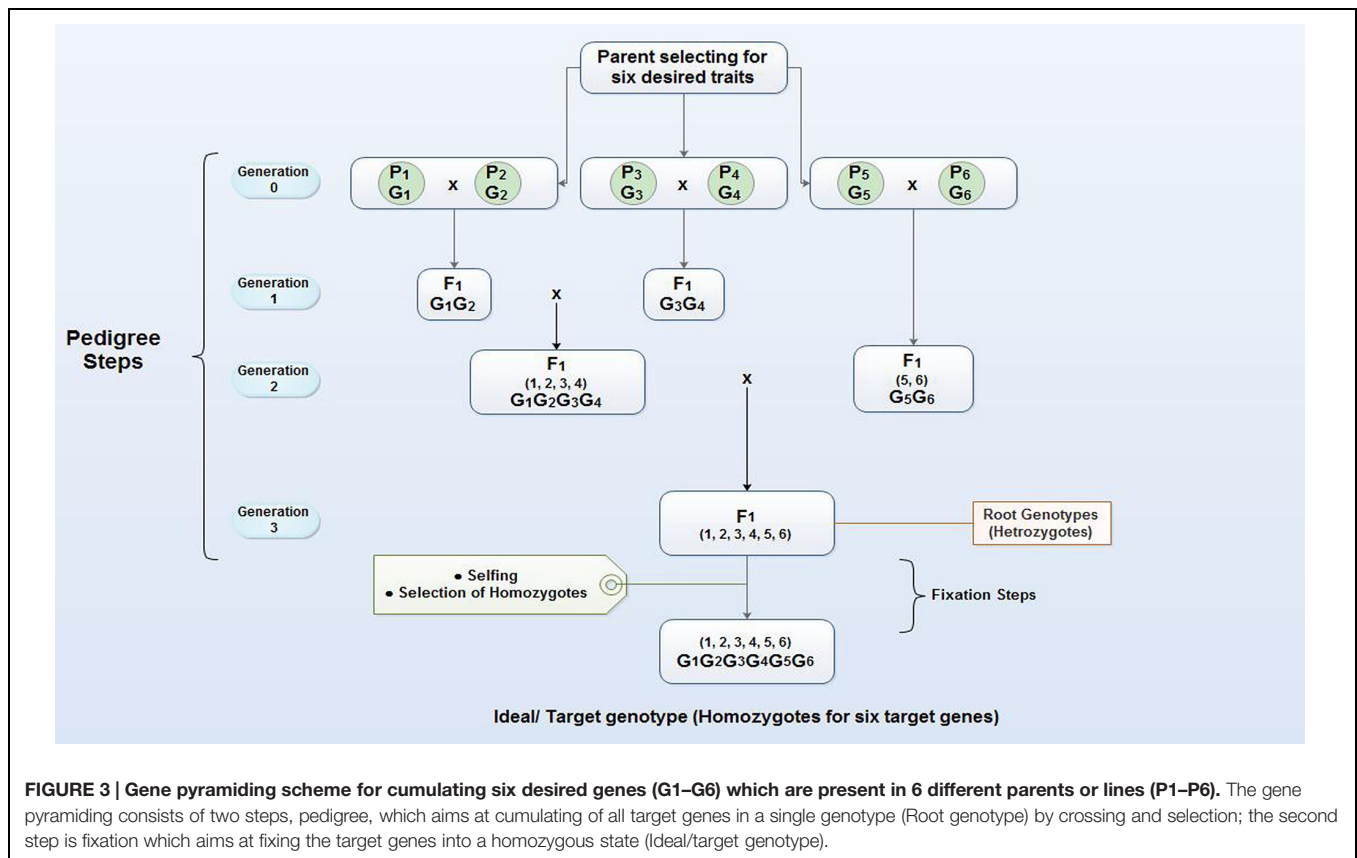 Parent selecting for
six desired traits
Generation
0
P1
G1
x
P2
G2
P3
G3
x
P4
G4
P5
G5
x
P6
G6
Generation
1
F1
G1G2
x
F1
G3G4
Pedigree
Steps
Generation
2
F1
(1, 2, 3, 4)
G1G2G3G4
x
F1
(5, 6)
G5G6
Generation
3
F1
(1, 2, 3, 4, 5, 6)
Root Genotypes
(Hetrozygotes)
• Selfing
• Selection of Homozygotes
Fixation Steps
(1, 2, 3, 4, 5, 6)
G1G2G3G4G5G6
Ideal/ Target genotype (Homozygotes for six target genes)
FIGURE 3 | Gene pyramiding scheme for cumulating six desired genes (G1–G6) which are present in 6 different parents or lines (P1–P6). The gene
pyramiding consists of two steps, pedigree, which aims at cumulating of all target genes in a single genotype (Root genotype) by crossing and selection; the second
step is fixation which aims at fixing the target genes into a homozygous state (Ideal/target genotype).